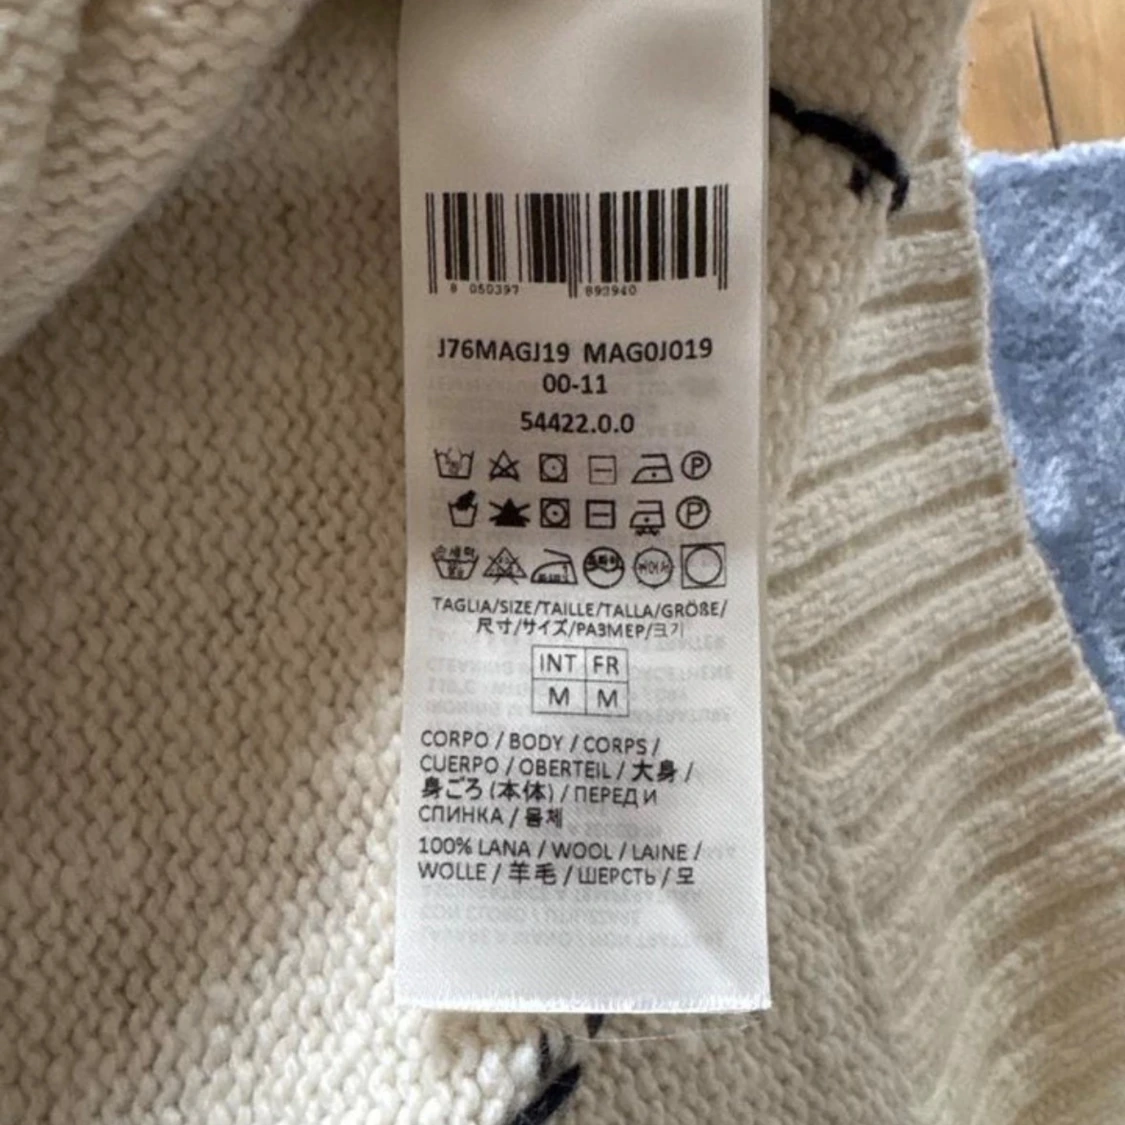 8 050397 893940
J76MAGJ19 MAG0J019
00-11
54422.0.0
TAGLIA/SIZE/TAILLE/TALLA/GRÖßE/
尺寸/サイズ/РАЗМЕР/크기
INT FR
M M
CORPO / BODY / CORPS /
CUERPO / OBERTEIL / 大身 /
身ごろ (本体) / ПЕРЕД И
СПИНКА / 몸체
100% LANA / WOOL / LAINE /
WOLLE / 羊毛 / ШЕРСТЬ / 모